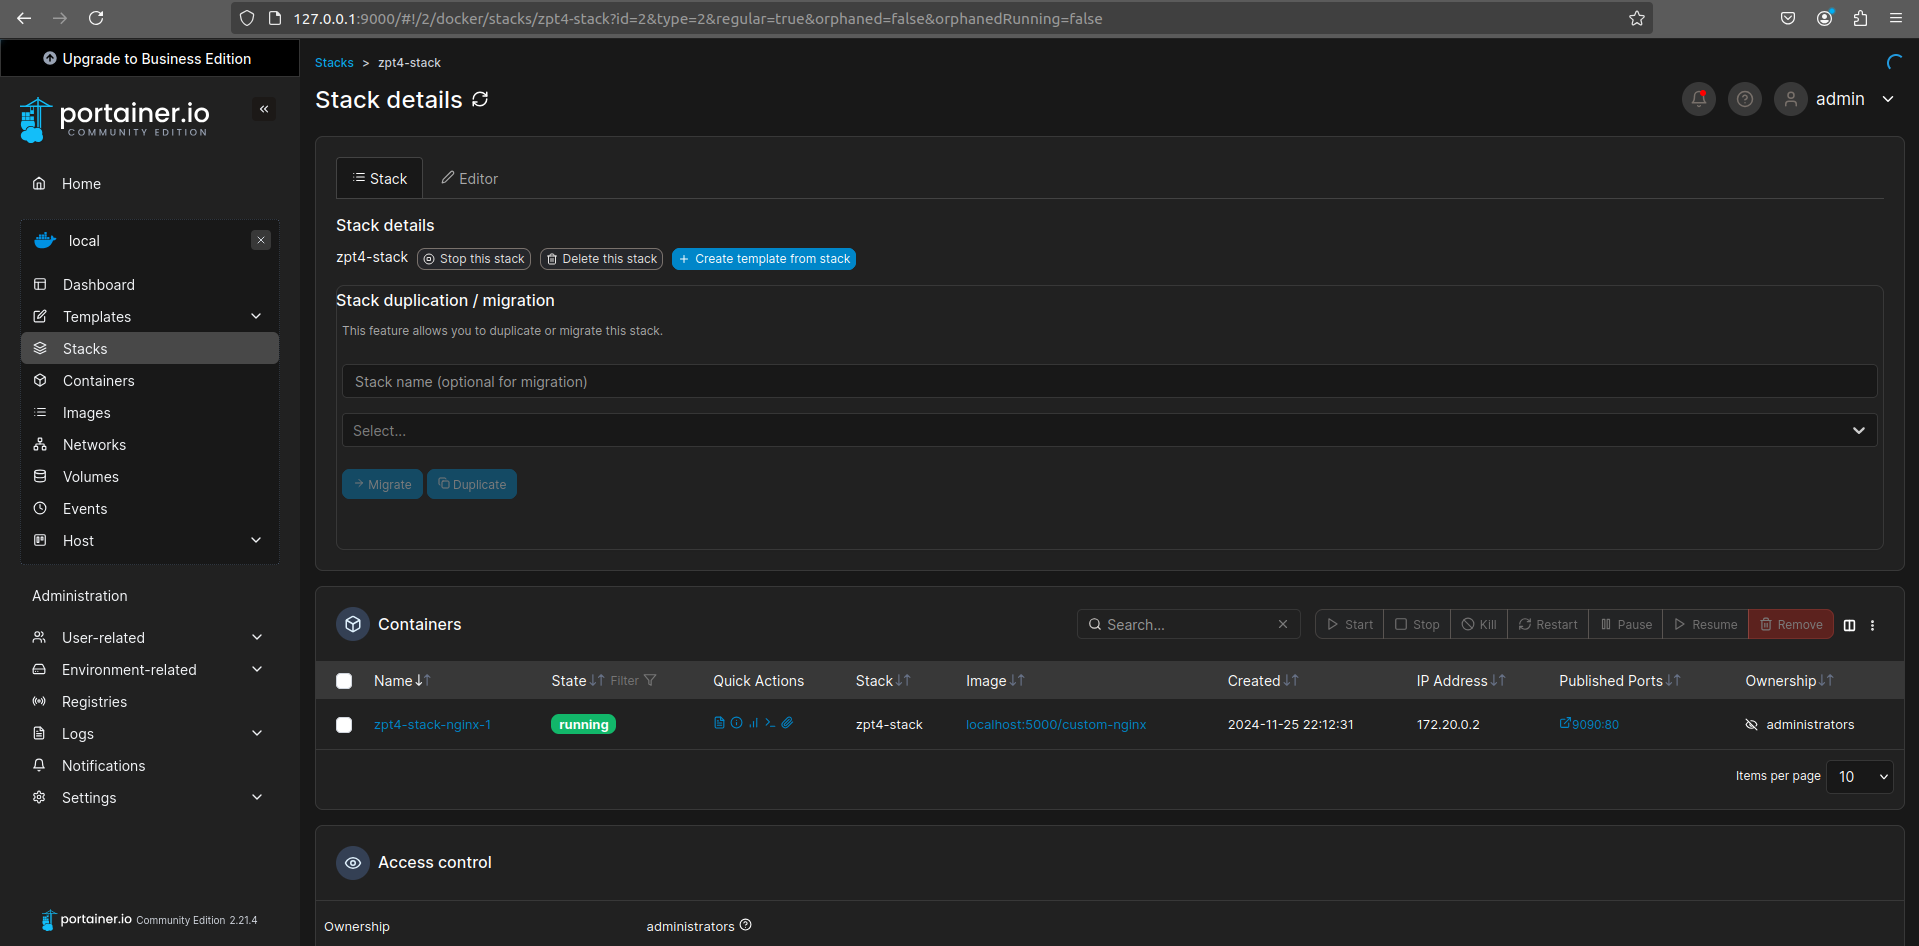 127.0.0.1:9000/#!/2/docker/stacks/zpt4-stack?id=2&type=2&regular=true&orphaned=false&orphanedRunning=false
Upgrade to Business Edition
portainer.io
COMMUNITY EDITION
Home
local
Dashboard
Templates
Stacks
Containers
Images
Networks
Volumes
Events
Host
Administration
User-related
Environment-related
Registries
Logs
Notifications
Settings
portainer.io Community Edition 2.21.4
Stacks > zpt4-stack
Stack details
admin
Stack
Editor
Stack details
zpt4-stack Stop this stack Delete this stack + Create template from stack
Stack duplication / migration
This feature allows you to duplicate or migrate this stack.
Stack name (optional for migration)
Select...
Migrate Duplicate
Containers
Search...
Start Stop Kill Restart Pause Resume Remove
Name State Filter Quick Actions Stack Image Created IP Address Published Ports Ownership
zpt4-stack-nginx-1 running zpt4-stack localhost:5000/custom-nginx 2024-11-25 22:12:31 172.20.0.2 9090:80 administrators
Items per page 10
Access control
Ownership administrators